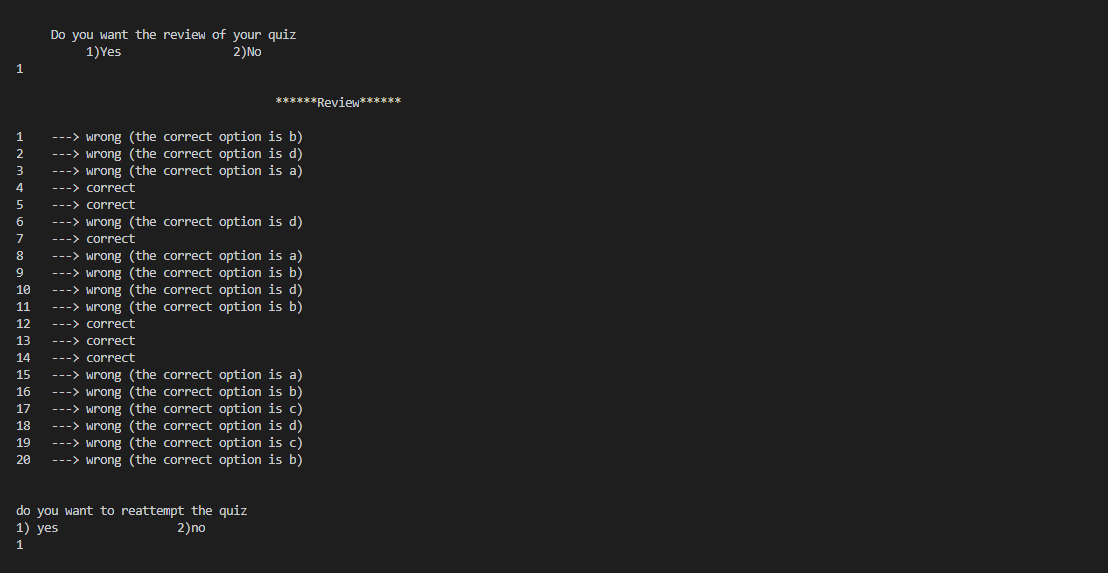 Do you want the review of your quiz
1)Yes 2)No
1
******Review******
1 ---> wrong (the correct option is b)
2 ---> wrong (the correct option is d)
3 ---> wrong (the correct option is a)
4 ---> correct
5 ---> correct
6 ---> wrong (the correct option is d)
7 ---> correct
8 ---> wrong (the correct option is a)
9 ---> wrong (the correct option is b)
10 ---> wrong (the correct option is d)
11 ---> wrong (the correct option is b)
12 ---> correct
13 ---> correct
14 ---> correct
15 ---> wrong (the correct option is a)
16 ---> wrong (the correct option is b)
17 ---> wrong (the correct option is c)
18 ---> wrong (the correct option is d)
19 ---> wrong (the correct option is c)
20 ---> wrong (the correct option is b)
do you want to reattempt the quiz
1) yes 2)no
1